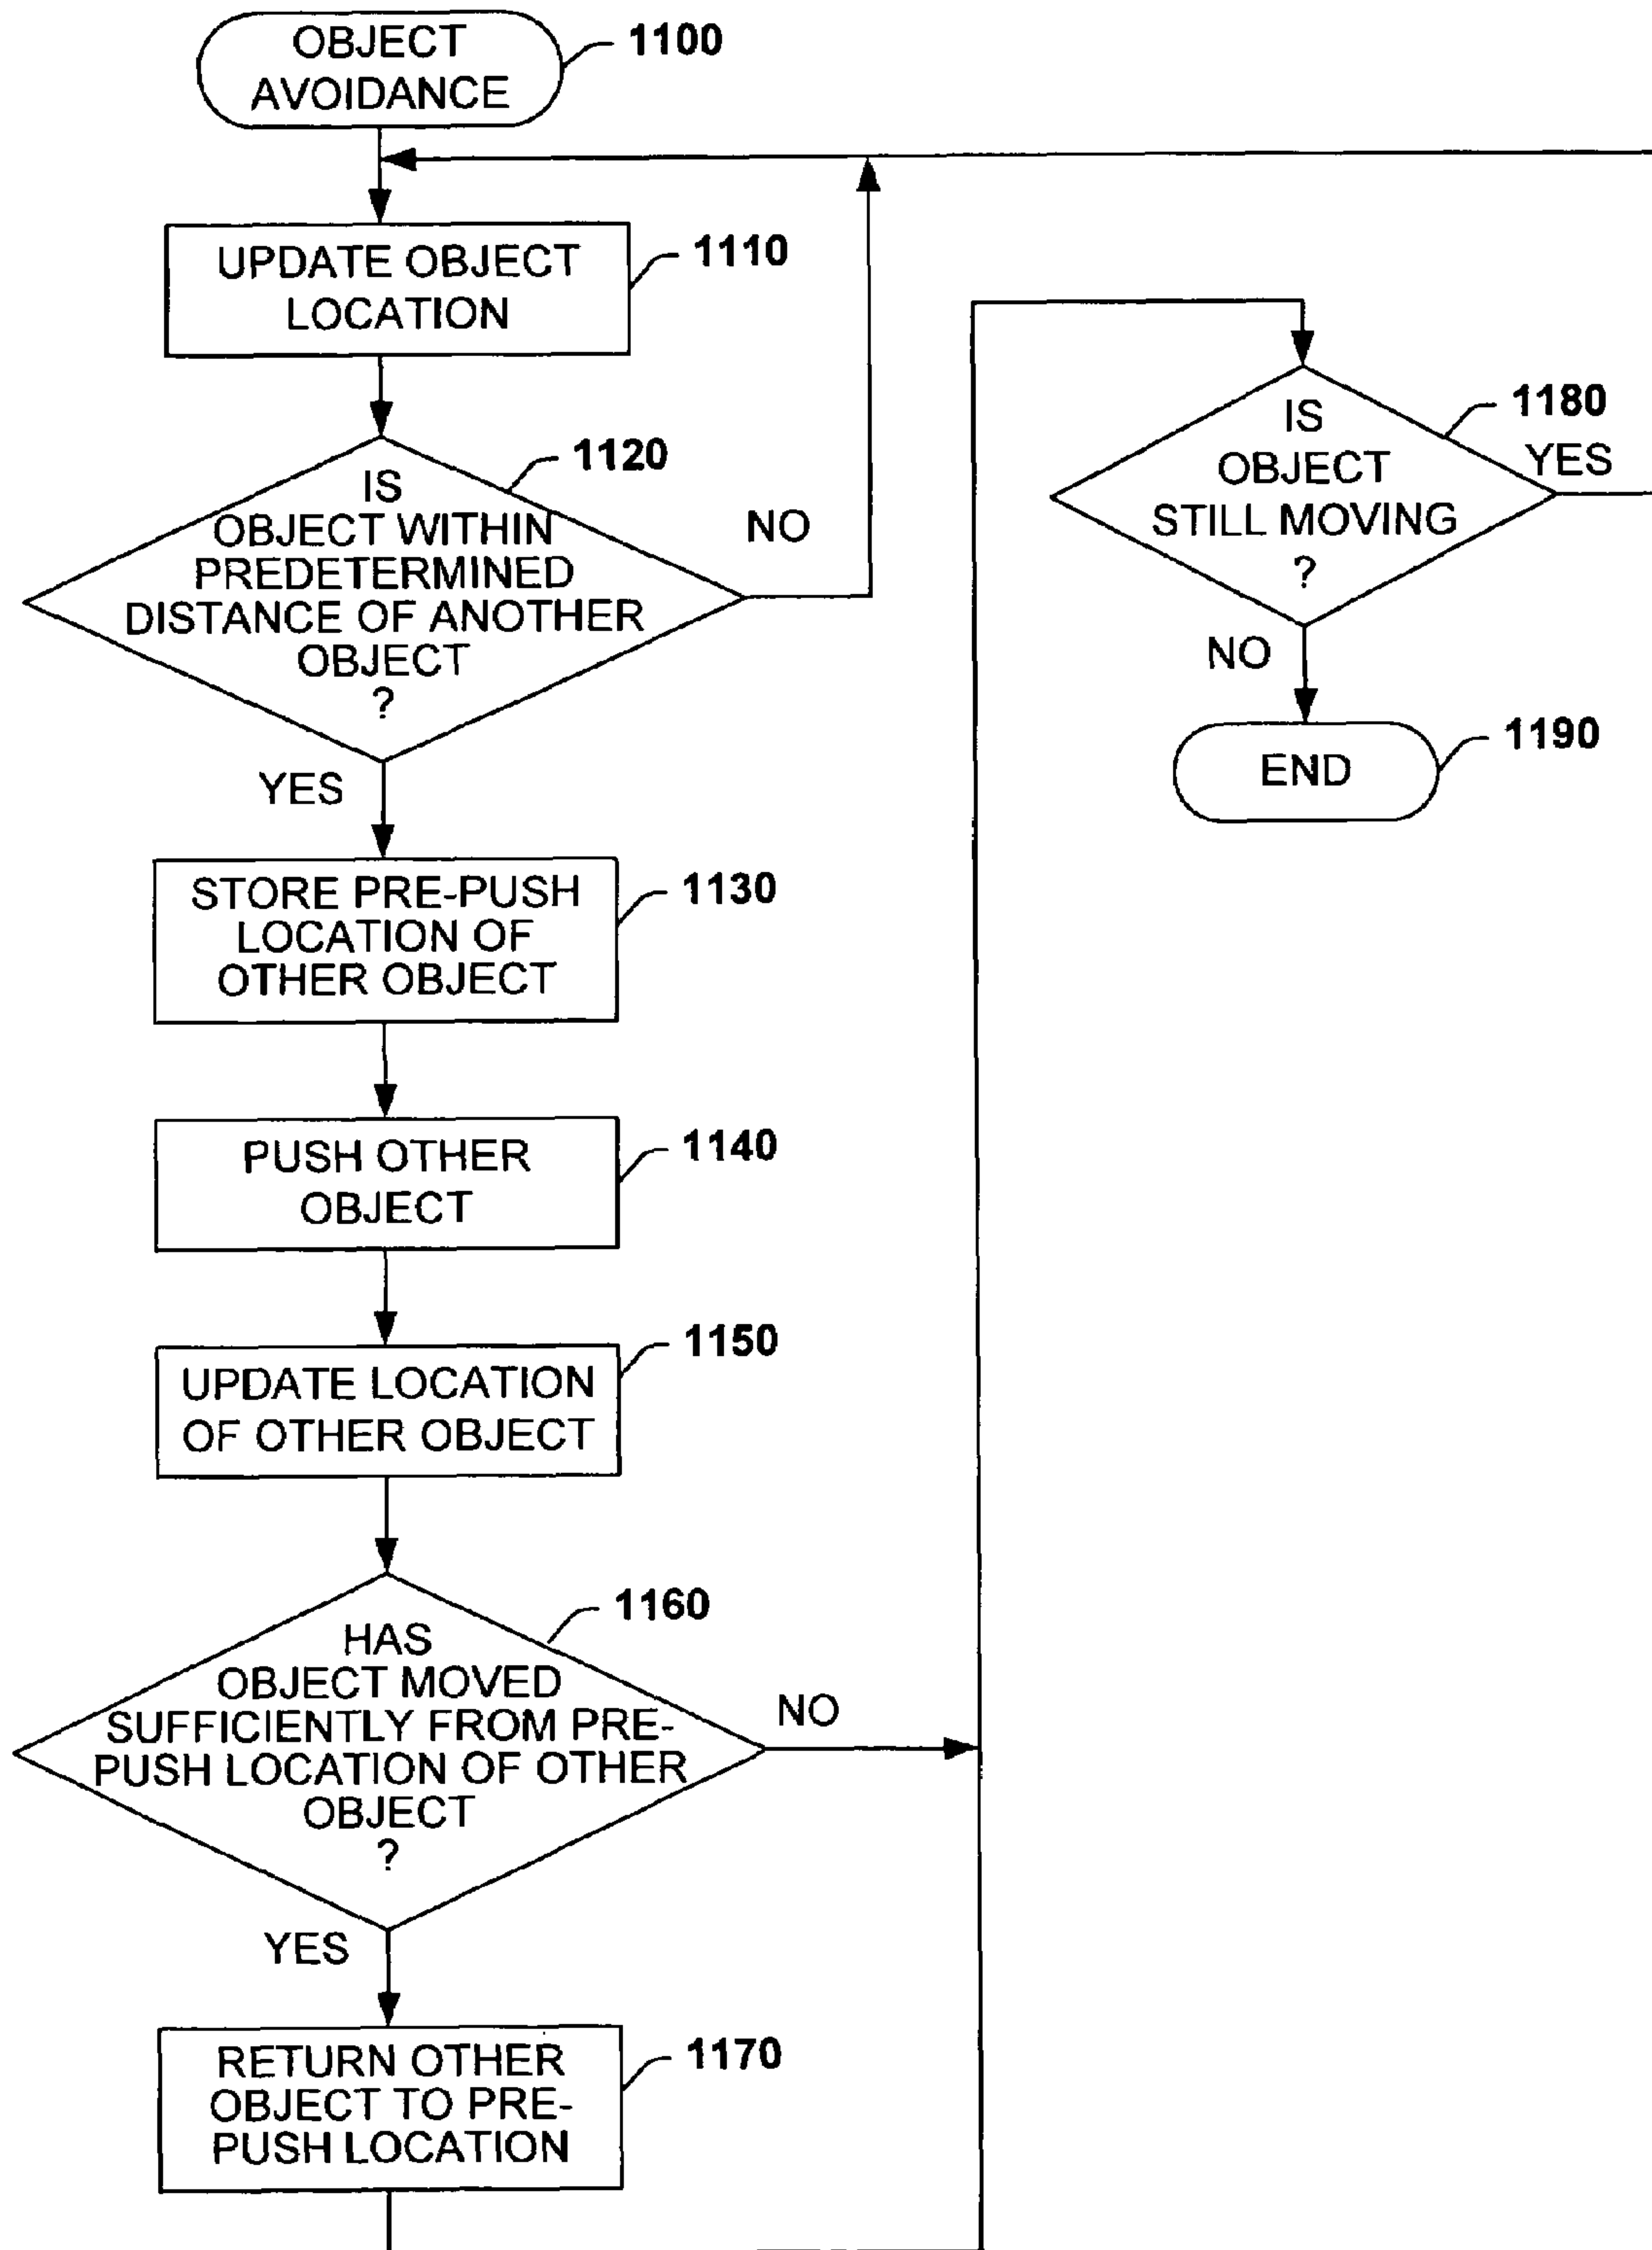 OBJECT
AVOIDANCE
1100
UPDATE OBJECT
LOCATION
1110
IS
OBJECT WITHIN
PREDETERMINED
DISTANCE OF ANOTHER
OBJECT
?
1120
NO
YES
STORE PRE-PUSH
LOCATION OF
OTHER OBJECT
1130
PUSH OTHER
OBJECT
1140
UPDATE LOCATION
OF OTHER OBJECT
1150
HAS
OBJECT MOVED
SUFFICIENTLY FROM PRE-
PUSH LOCATION OF OTHER
OBJECT
?
1160
NO
YES
RETURN OTHER
OBJECT TO PRE-
PUSH LOCATION
1170
IS
OBJECT
STILL MOVING
?
1180
YES
NO
END
1190